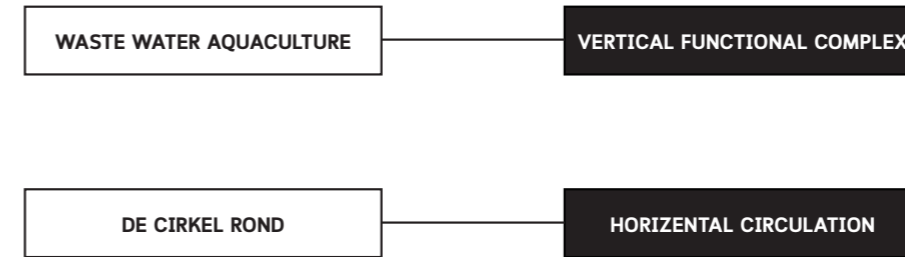 WASTE WATER AQUACULTURE
VERTICAL FUNCTIONAL COMPLEX
DE CIRKEL ROND
HORIZENTAL CIRCULATION